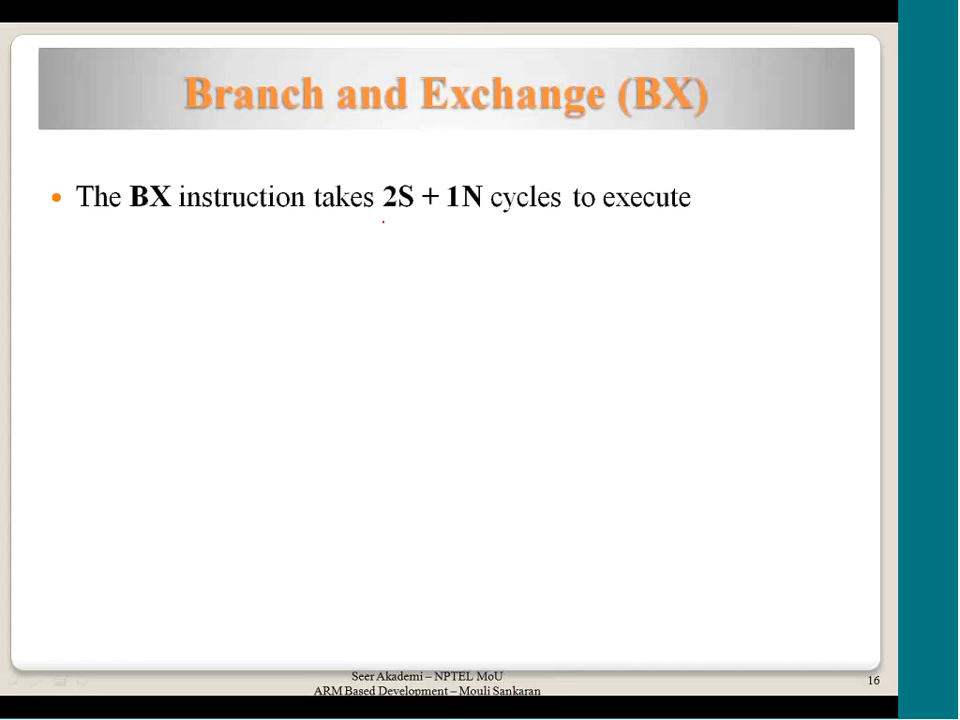 Branch and Exchange (BX)
• The BX instruction takes 2S + 1N cycles to execute
Seer Akademi – NPTEL MoU
ARM Based Development – Mouli Sankaran
16